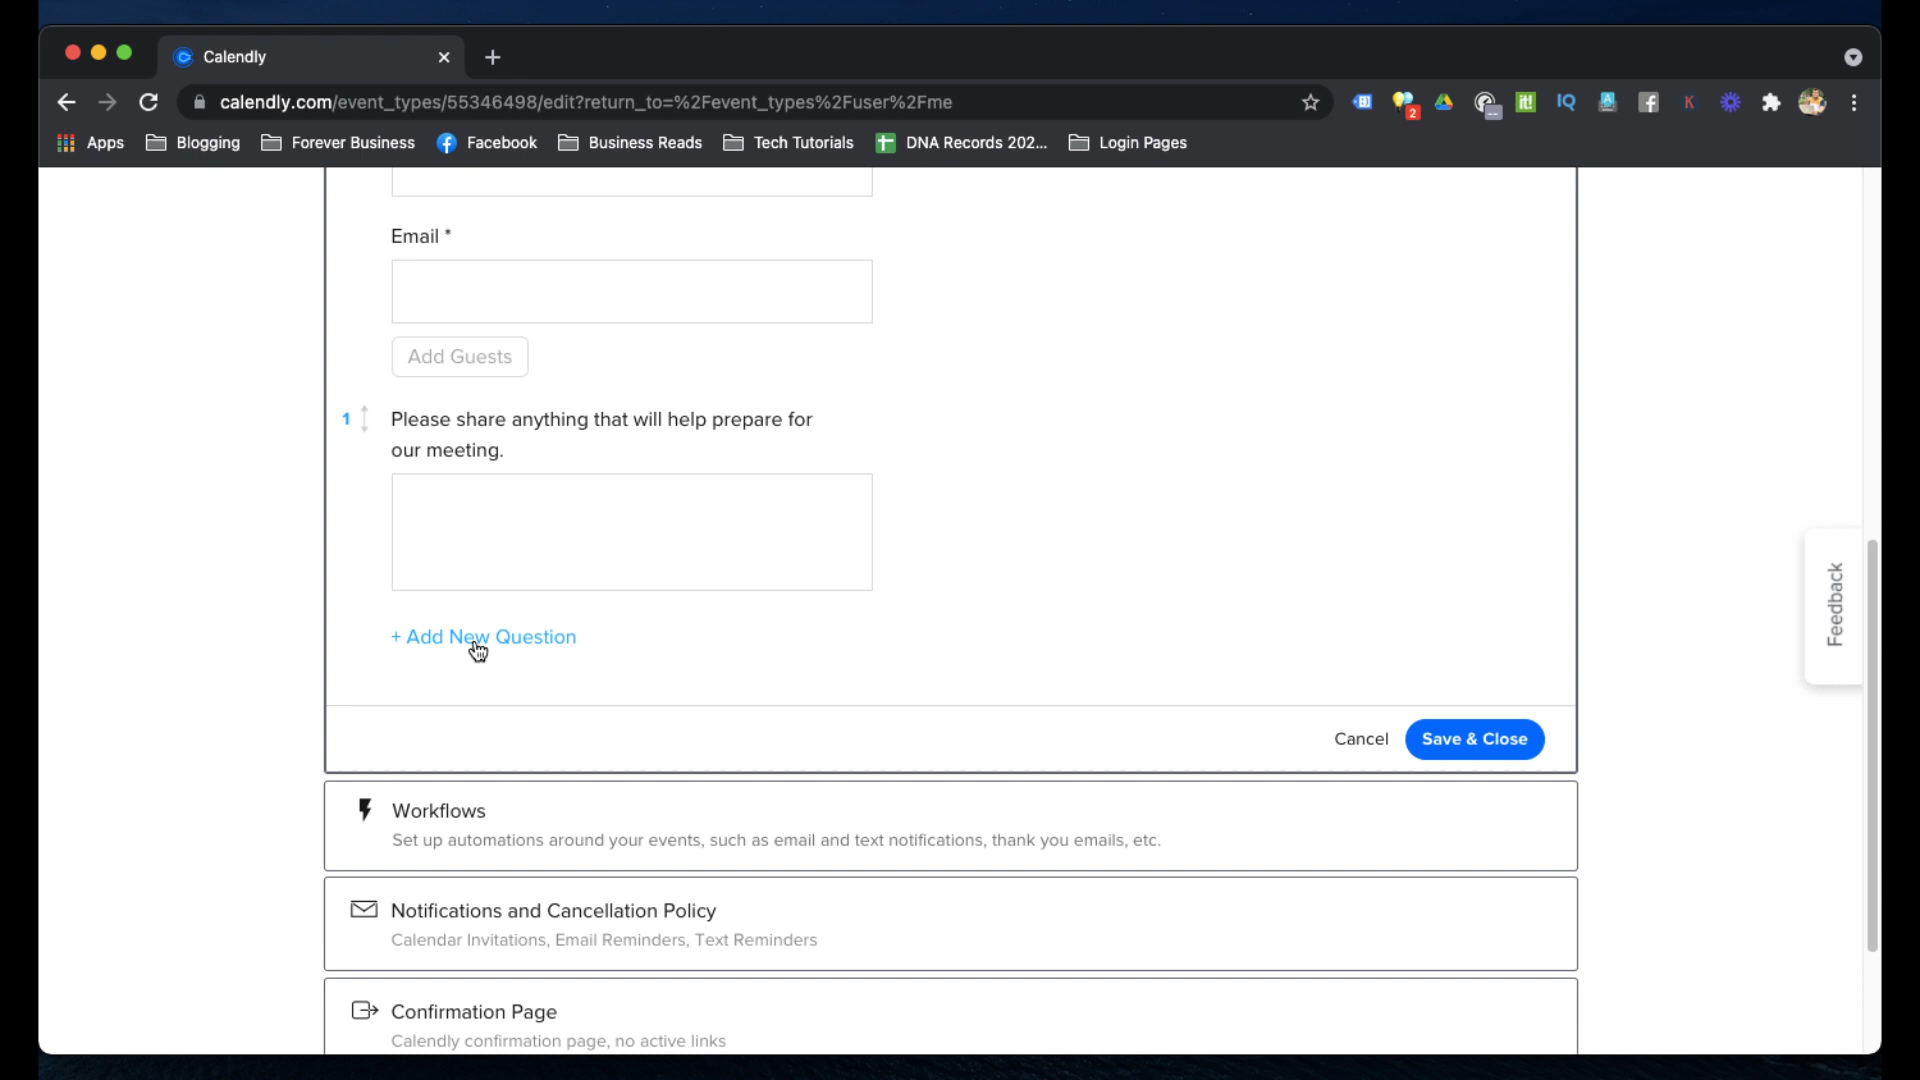 Calendly
calendly.com/event_types/55346498/edit?return_to=%2Fevent_types%2Fuser%2Fme
2
IQ
it!
K
Apps
Blogging
Forever Business
Facebook
Business Reads
Tech Tutorials
DNA Records 202...
Login Pages
Email *
Add Guests
1 Please share anything that will help prepare for
our meeting.
+ Add New Question
Feedback
Cancel
Save & Close
Workflows
Set up automations around your events, such as email and text notifications, thank you emails, etc.
Notifications and Cancellation Policy
Calendar Invitations, Email Reminders, Text Reminders
Confirmation Page
Calendly confirmation page, no active links